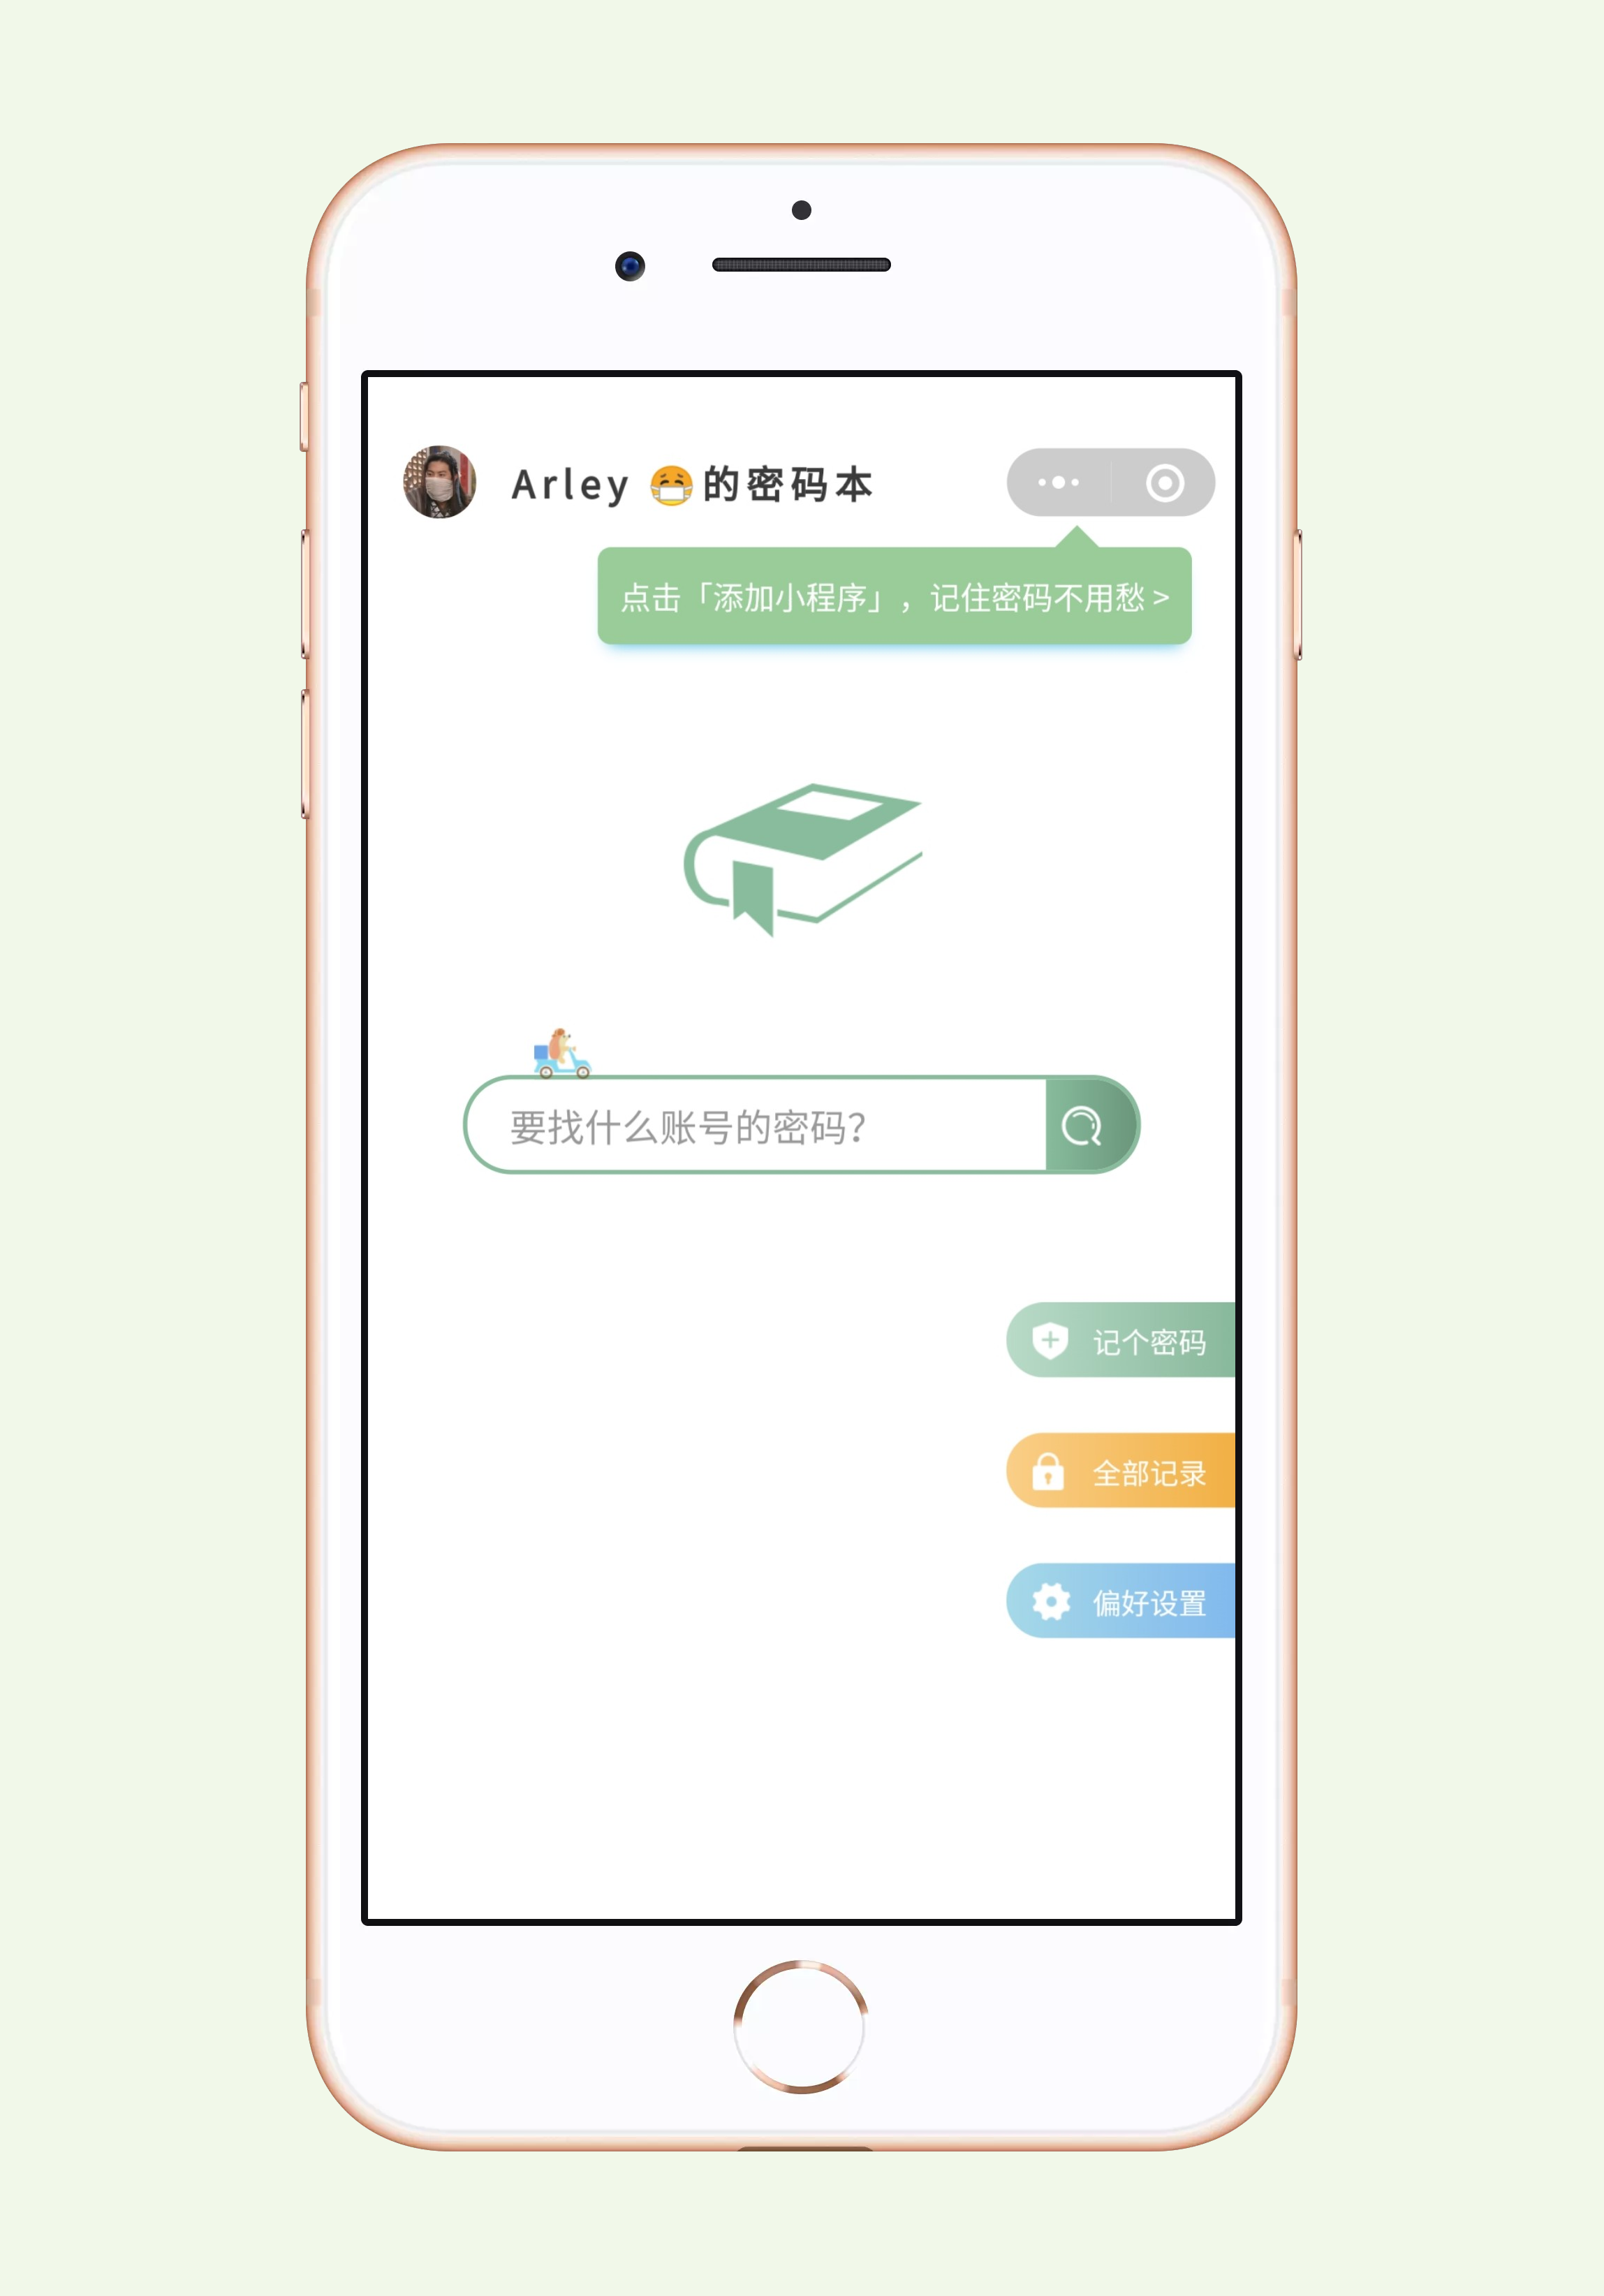 Arley 😷的密码本
点击「添加小程序」，记住密码不用愁 >
要找什么账号的密码？
记个密码
全部记录
偏好设置